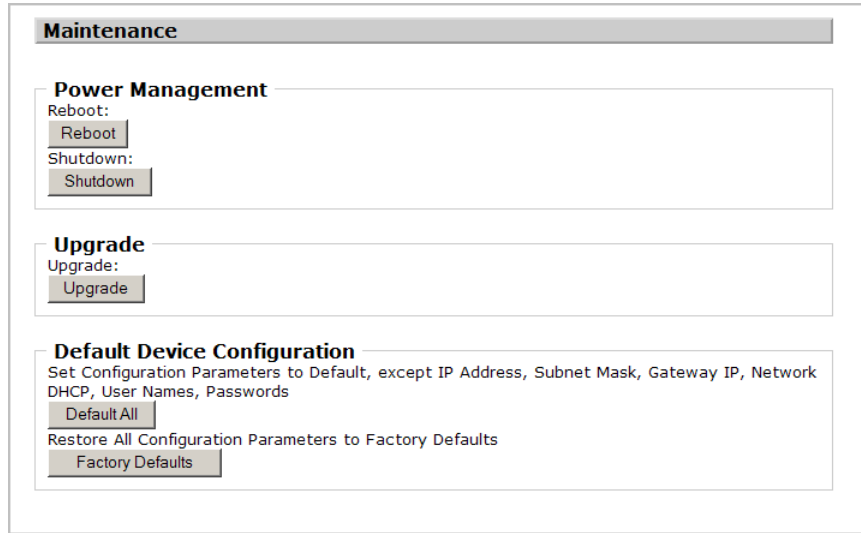 Maintenance
Power Management
Reboot:
Reboot
Shutdown:
Shutdown
Upgrade
Upgrade:
Upgrade
Default Device Configuration
Set Configuration Parameters to Default, except IP Address, Subnet Mask, Gateway IP, Network
DHCP, User Names, Passwords
Default All
Restore All Configuration Parameters to Factory Defaults
Factory Defaults